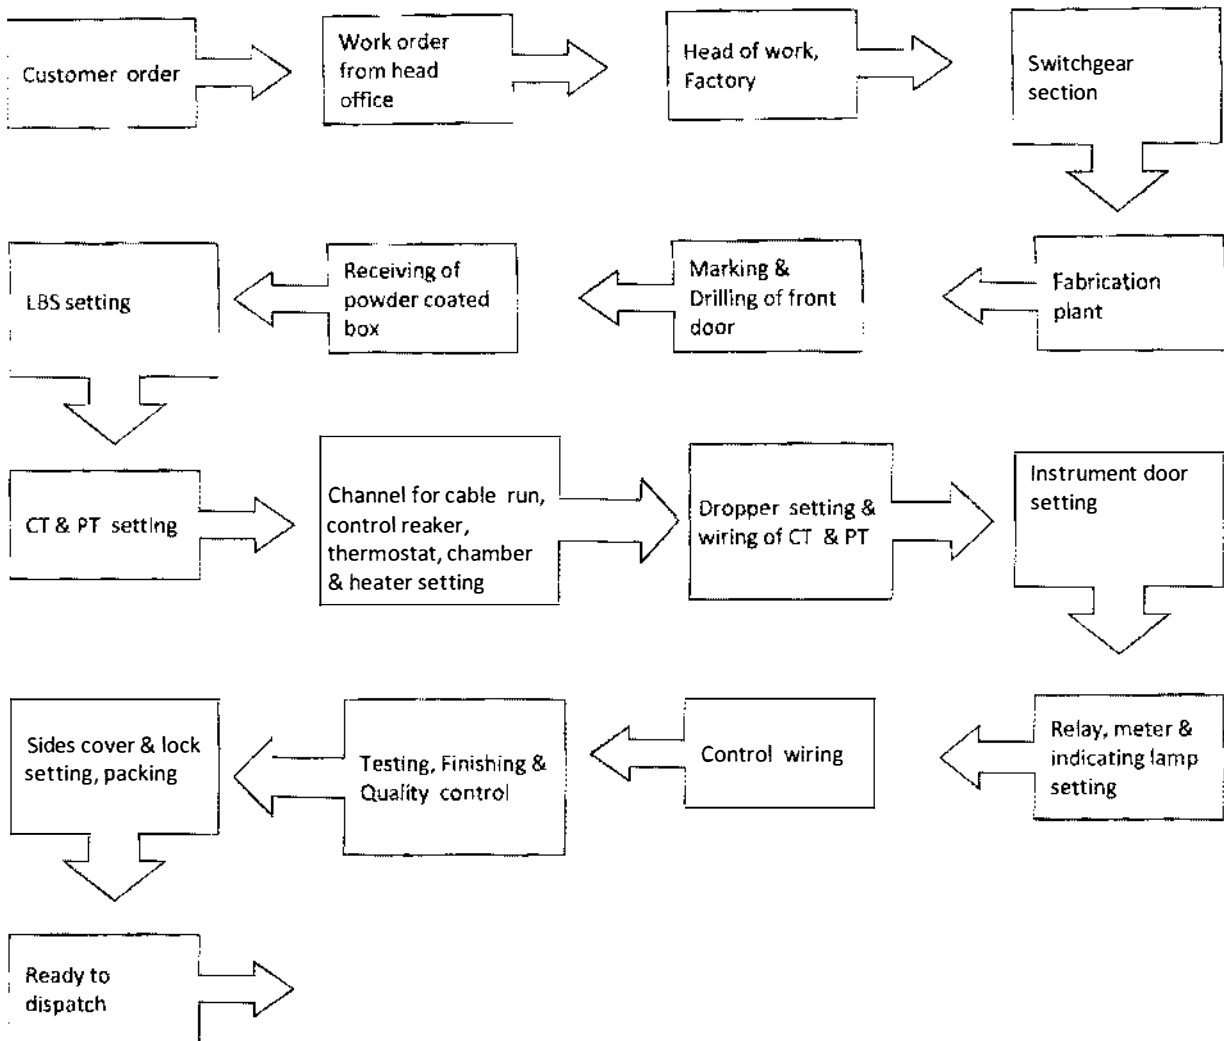 Customer order
Work order
from head
office
Head of work,
Factory
Switchgear
section
Fabrication
plant
Marking &
Drilling of front
door
Receiving of
powder coated
box
LBS setting
CT & PT setting
Channel for cable run,
control reaker,
thermostat, chamber
& heater setting
Dropper setting &
wiring of CT & PT
Instrument door
setting
Relay, meter &
indicating lamp
setting
Control wiring
Testing, Finishing &
Quality control
Sides cover & lock
setting, packing
Ready to
dispatch